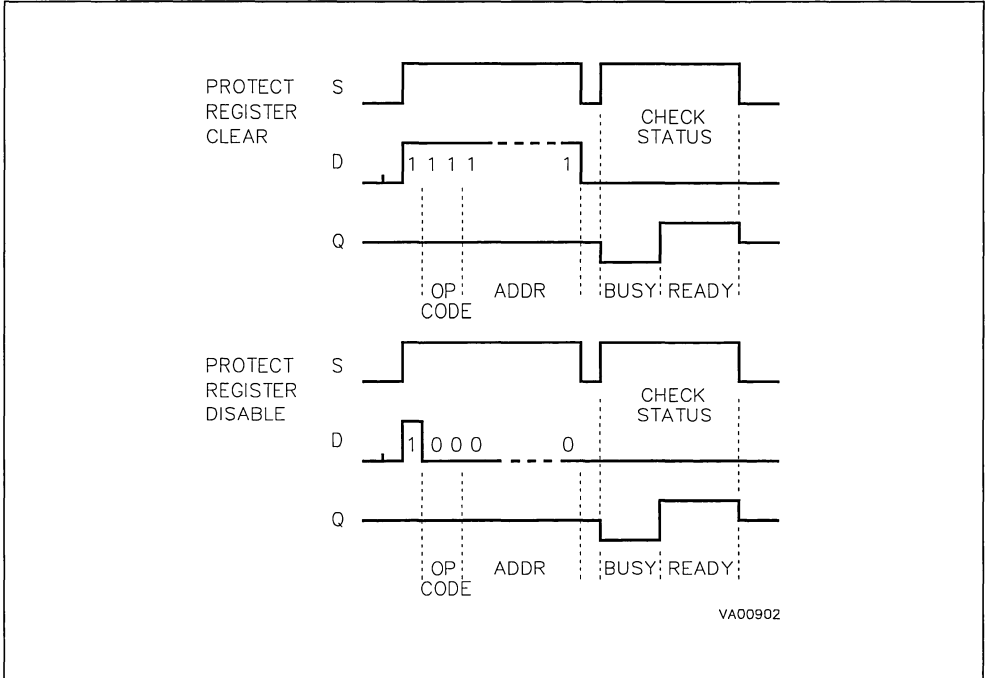 PROTECT
REGISTER
CLEAR
S
CHECK
STATUS
D
1 1 1 1 1
Q
OP
CODE
ADDR
BUSY
READY
PROTECT
REGISTER
DISABLE
S
CHECK
STATUS
D
1 0 0 0 0
Q
OP
CODE
ADDR
BUSY
READY
VA00902